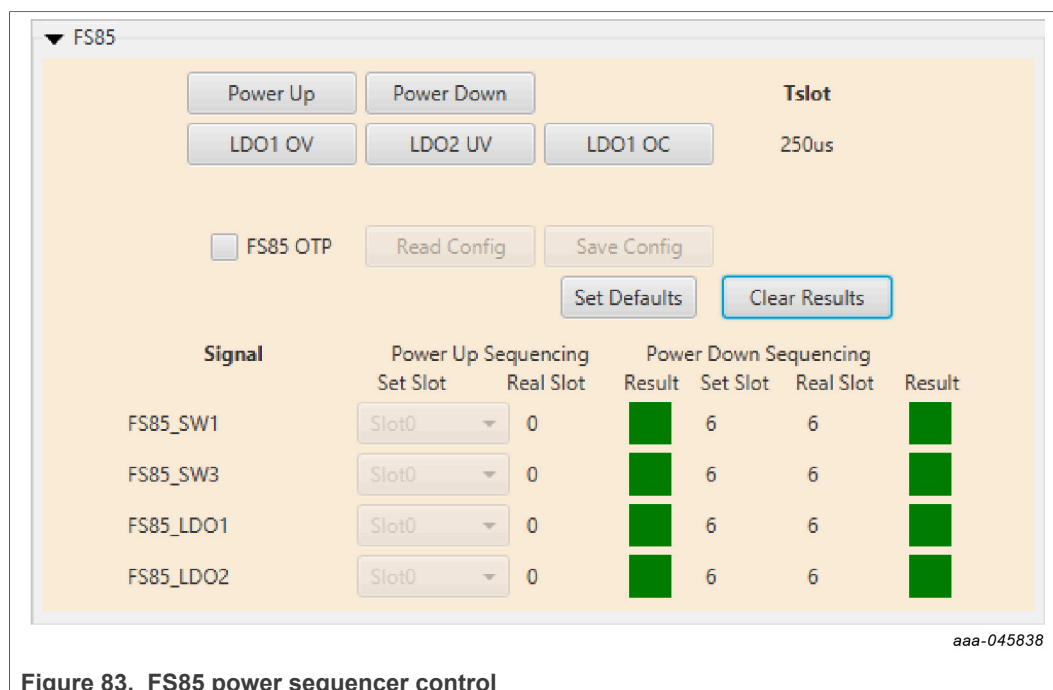 FS85
Power Up Power Down Tslot
LDO1 OV LDO2 UV LDO1 OC 250us
FS85 OTP Read Config Save Config
Set Defaults Clear Results
Signal Power Up Sequencing Power Down Sequencing
Set Slot Real Slot Result Set Slot Real Slot Result
FS85_SW1 Slot0 0 6 6
FS85_SW3 Slot0 0 6 6
FS85_LDO1 Slot0 0 6 6
FS85_LDO2 Slot0 0 6 6
aaa-045838
Figure 83. FS85 power sequencer control